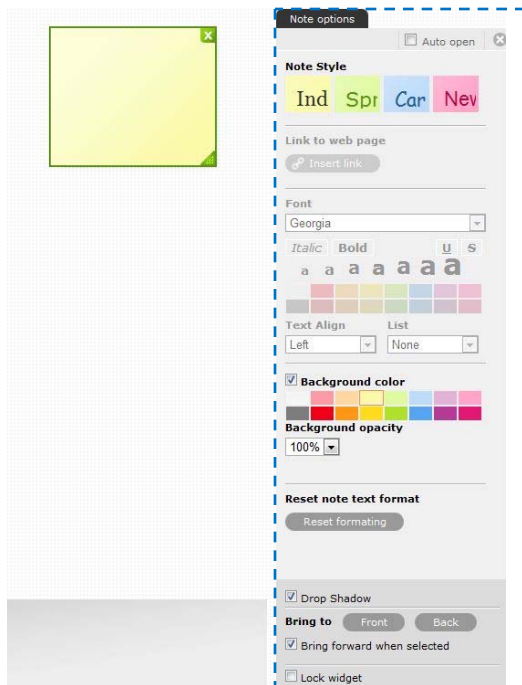 Note options
Auto open
Note Style
Ind Spr Car Nev
Link to web page
Insert link
Font
Georgia
Italic Bold U S
a a a a a a a
Text Align List
Left None
Background color
Background opacity
100%
Reset note text format
Reset formating
Drop Shadow
Bring to Front Back
Bring forward when selected
Lock widget